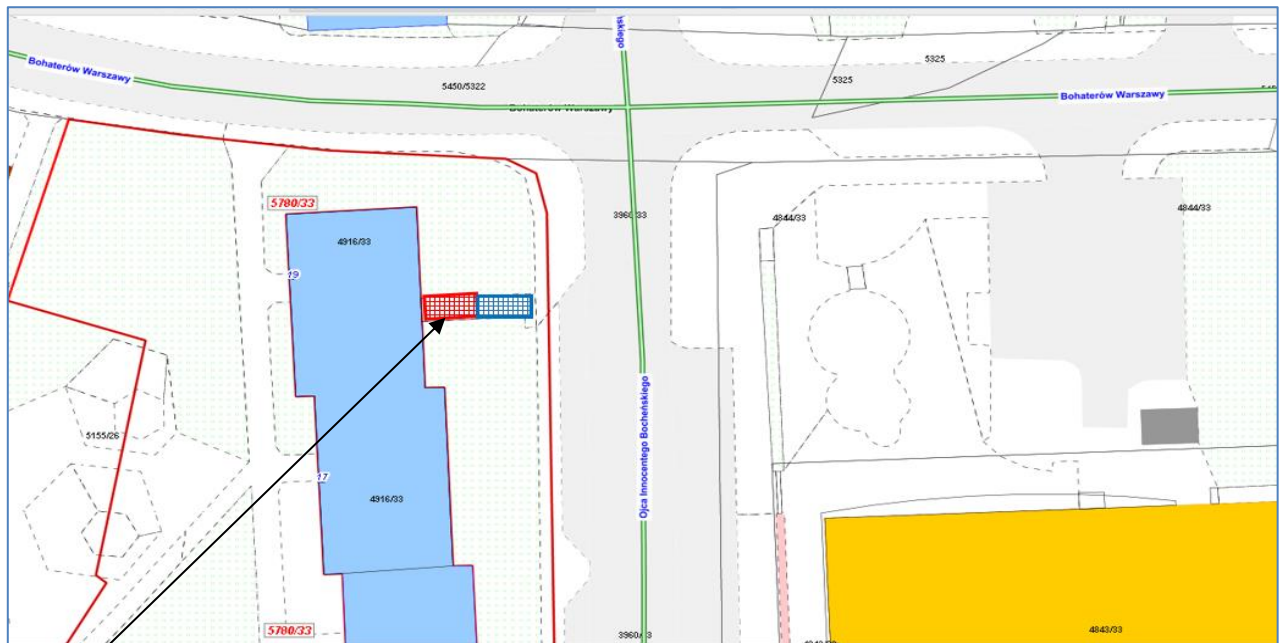 skiego
Bohaterów Warszawy
5450/5322
5325
5325
Bohaterów Warszawy
Bohaterów Warszawy
5780/33
4916/33
3960/33
4844/33
4844/33
19
Ojca Innocentego Bocheńskiego
5155/26
17
4916/33
5780/33
4843/33